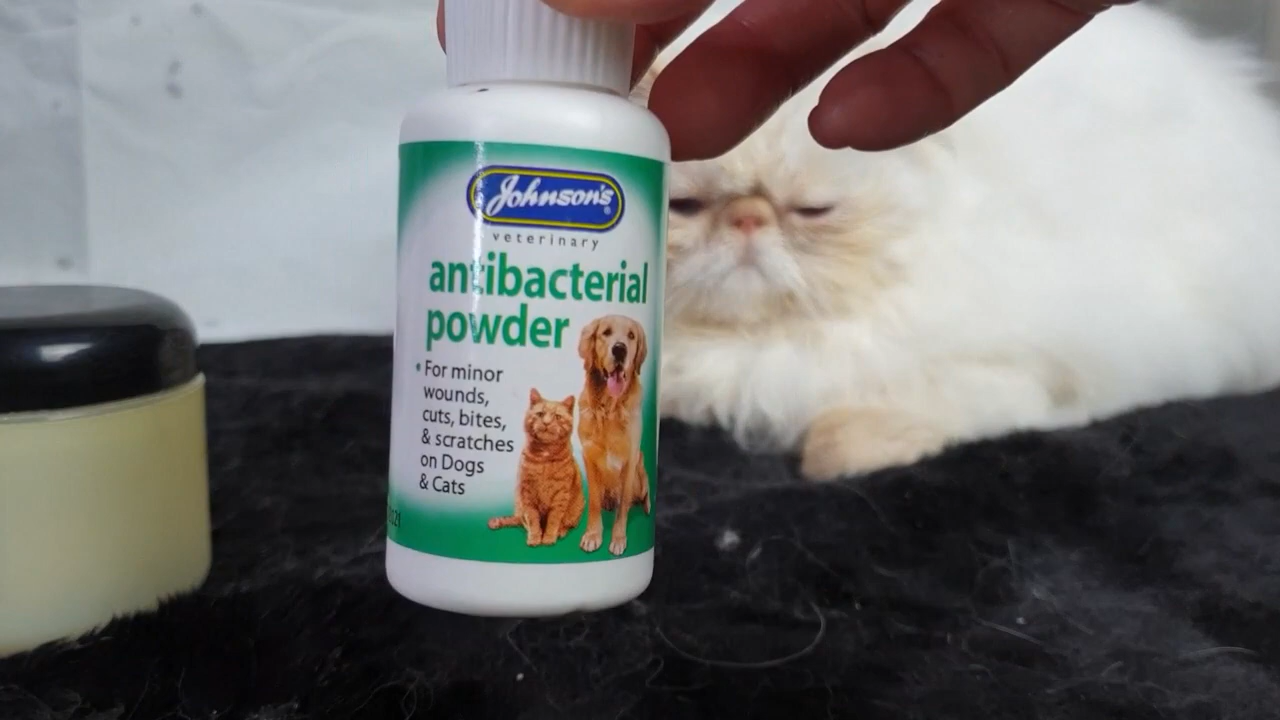 Johnson's®
veterinary
antibacterial
powder
• For minor
wounds,
cuts, bites,
& scratches
on Dogs
& Cats